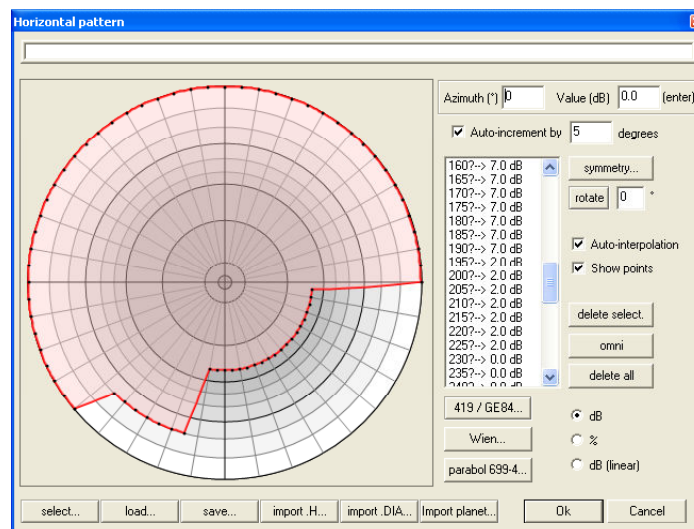 Horizontal pattern
Azimuth (°) 0 Value (dB) 0.0 (enter)
Auto-increment by 5 degrees
160?--> 7.0 dB
165?--> 7.0 dB
170?--> 7.0 dB
175?--> 7.0 dB
180?--> 7.0 dB
185?--> 7.0 dB
190?--> 7.0 dB
195?--> 2.0 dB
200?--> 2.0 dB
205?--> 2.0 dB
210?--> 2.0 dB
215?--> 2.0 dB
220?--> 2.0 dB
225?--> 2.0 dB
230?--> 0.0 dB
235?--> 0.0 dB
symmetry...
rotate 0 °
Auto-interpolation
Show points
delete select.
omni
delete all
419 / GE84...
Wien...
parabol 699-4...
dB
%
dB (linear)
select... load... save... import .H... import .DIA... Import planet... Ok Cancel